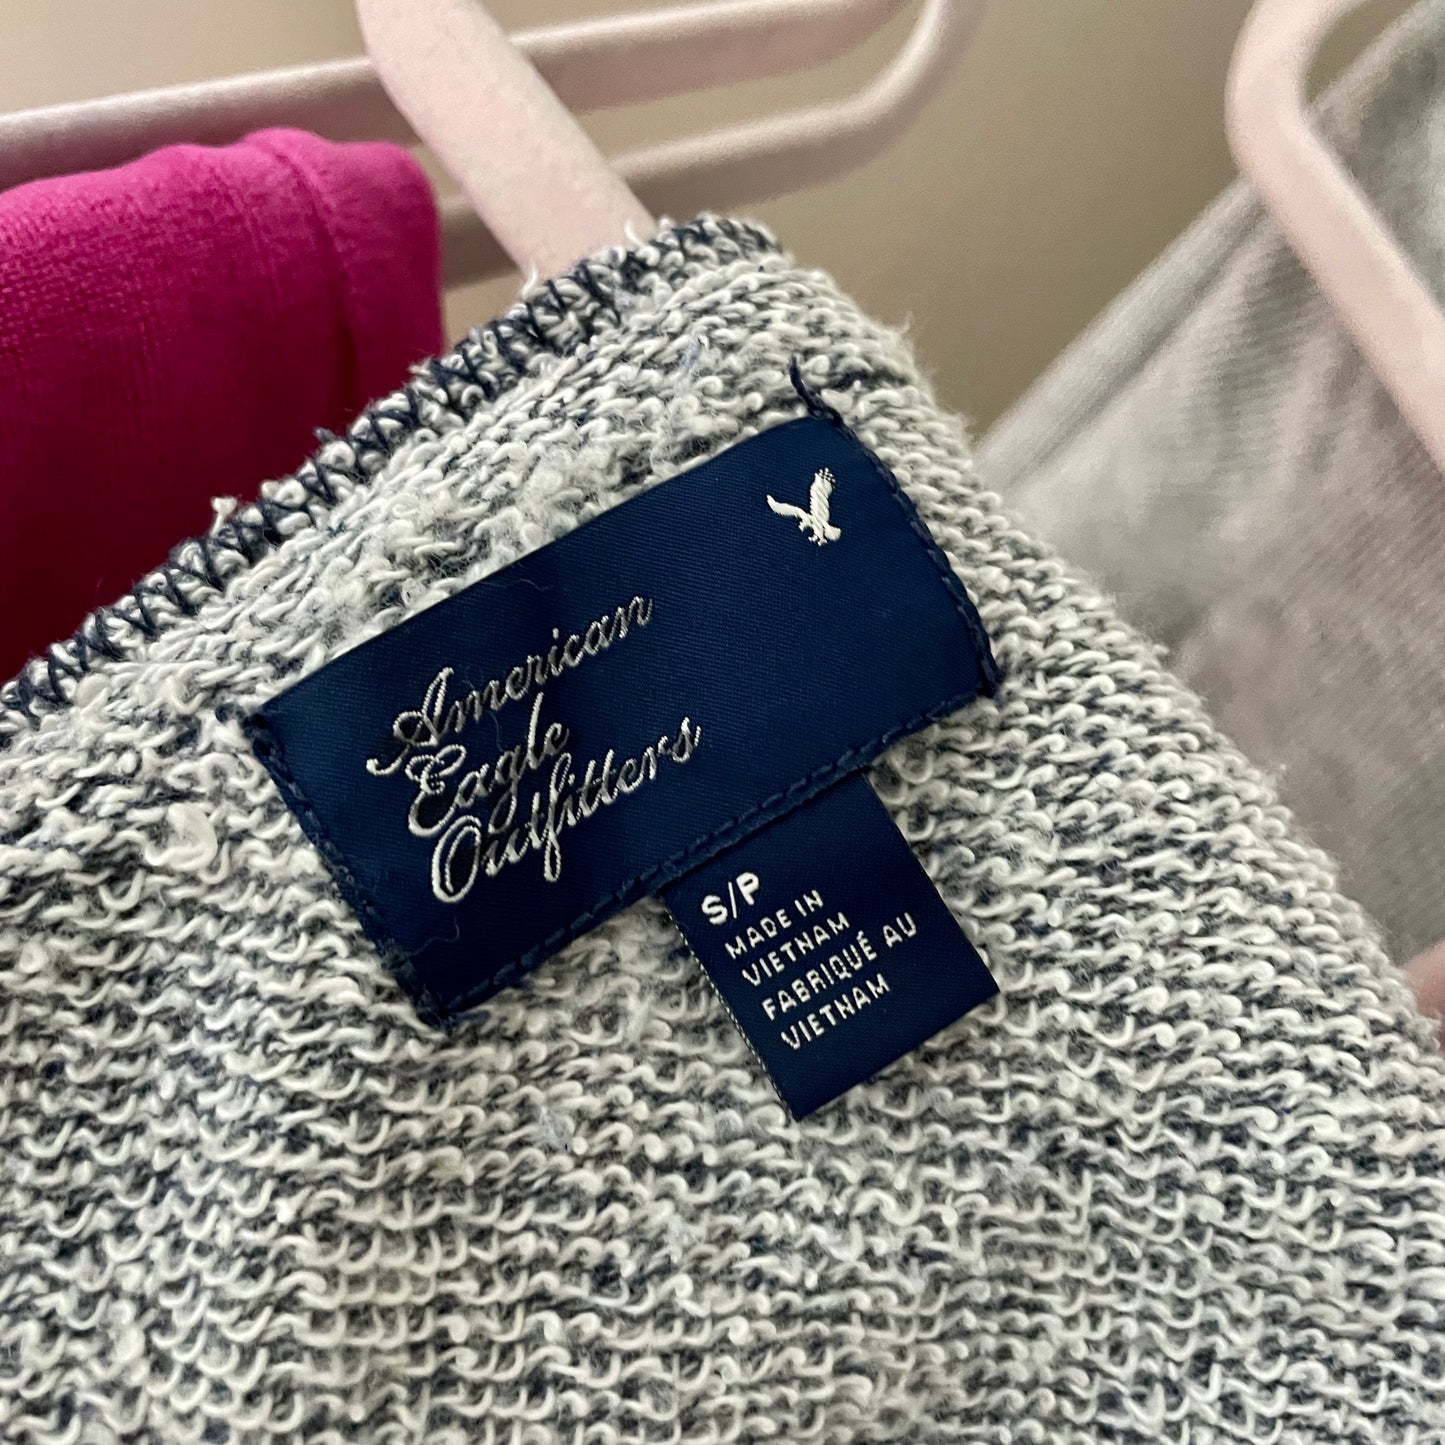 American
Eagle
Outfitters
S/P
MADE IN
VIETNAM
FABRIQUÉ AU
VIETNAM